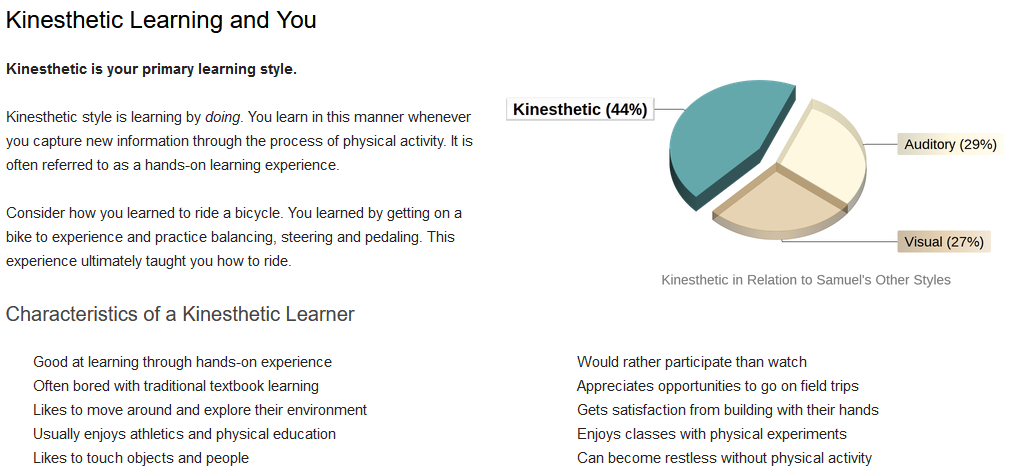 Kinesthetic Learning and You
Kinesthetic is your primary learning style.
Kinesthetic style is learning by doing. You learn in this manner whenever
you capture new information through the process of physical activity. It is
often referred to as a hands-on learning experience.
Consider how you learned to ride a bicycle. You learned by getting on a
bike to experience and practice balancing, steering and pedaling. This
experience ultimately taught you how to ride.
Kinesthetic (44%)
Auditory (29%)
Visual (27%)
Kinesthetic in Relation to Samuel's Other Styles
Characteristics of a Kinesthetic Learner
Good at learning through hands-on experience
Often bored with traditional textbook learning
Likes to move around and explore their environment
Usually enjoys athletics and physical education
Likes to touch objects and people
Would rather participate than watch
Appreciates opportunities to go on field trips
Gets satisfaction from building with their hands
Enjoys classes with physical experiments
Can become restless without physical activity